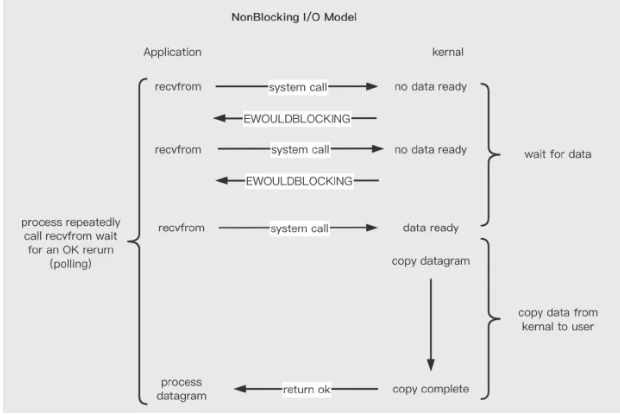 NonBlocking I/O Model
Application
kernal
recvfrom
system call
no data ready
EWOULDBLOCKING
recvfrom
system call
no data ready
EWOULDBLOCKING
wait for data
process repeatedly
call recvfrom wait
for an OK rerurn
(polling)
recvfrom
system call
data ready
copy datagram
copy data from
kernal to user
process
datagram
return ok
copy complete